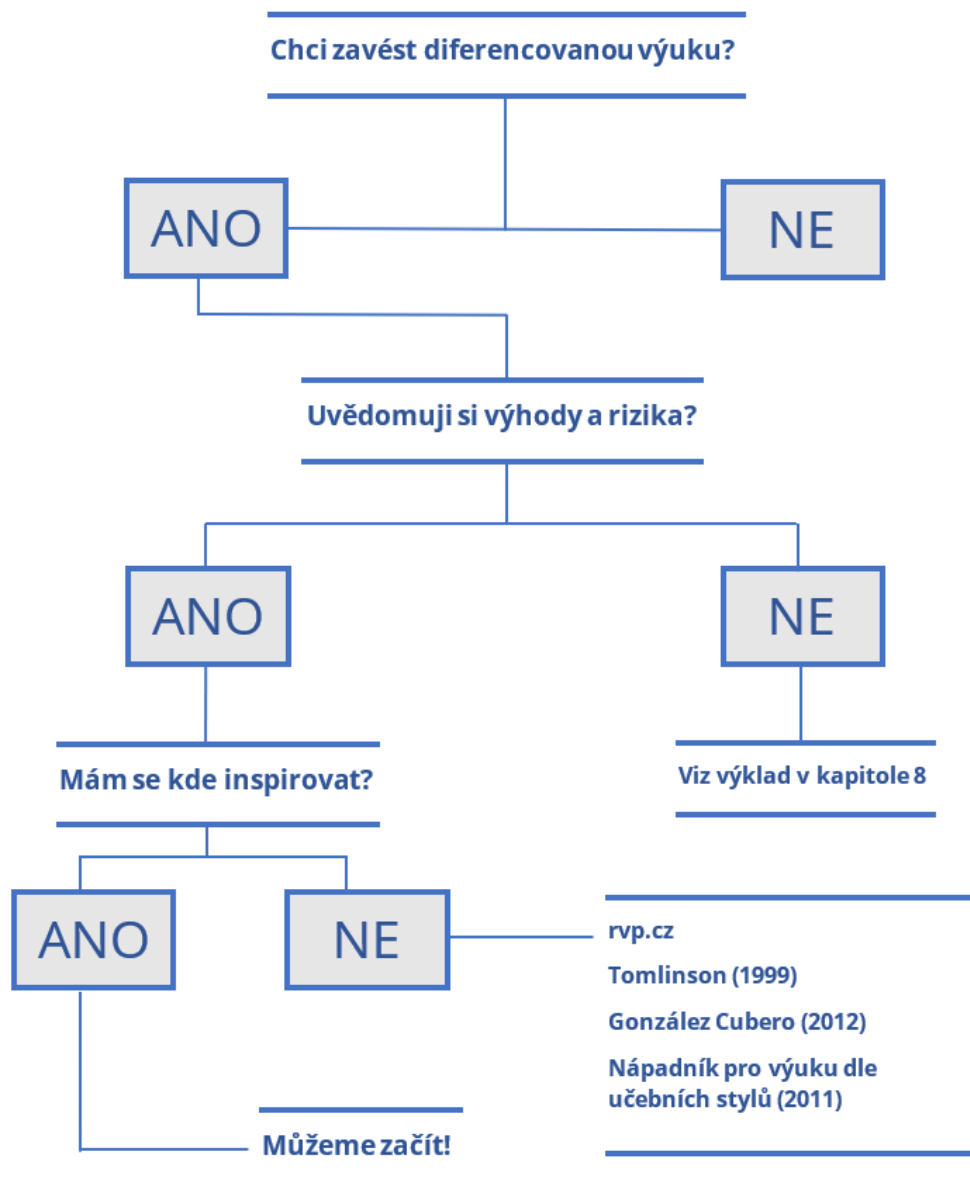 Chci zavést diferencovanou výuku?
ANO
NE
Uvědomuji si výhody a rizika?
ANO
NE
Mám se kde inspirovat?
Viz výklad v kapitole 8
ANO
NE
rvp.cz
Tomlinson (1999)
González Cubero (2012)
Nápadník pro výuku dle
učebních stylů (2011)
Můžeme začít!